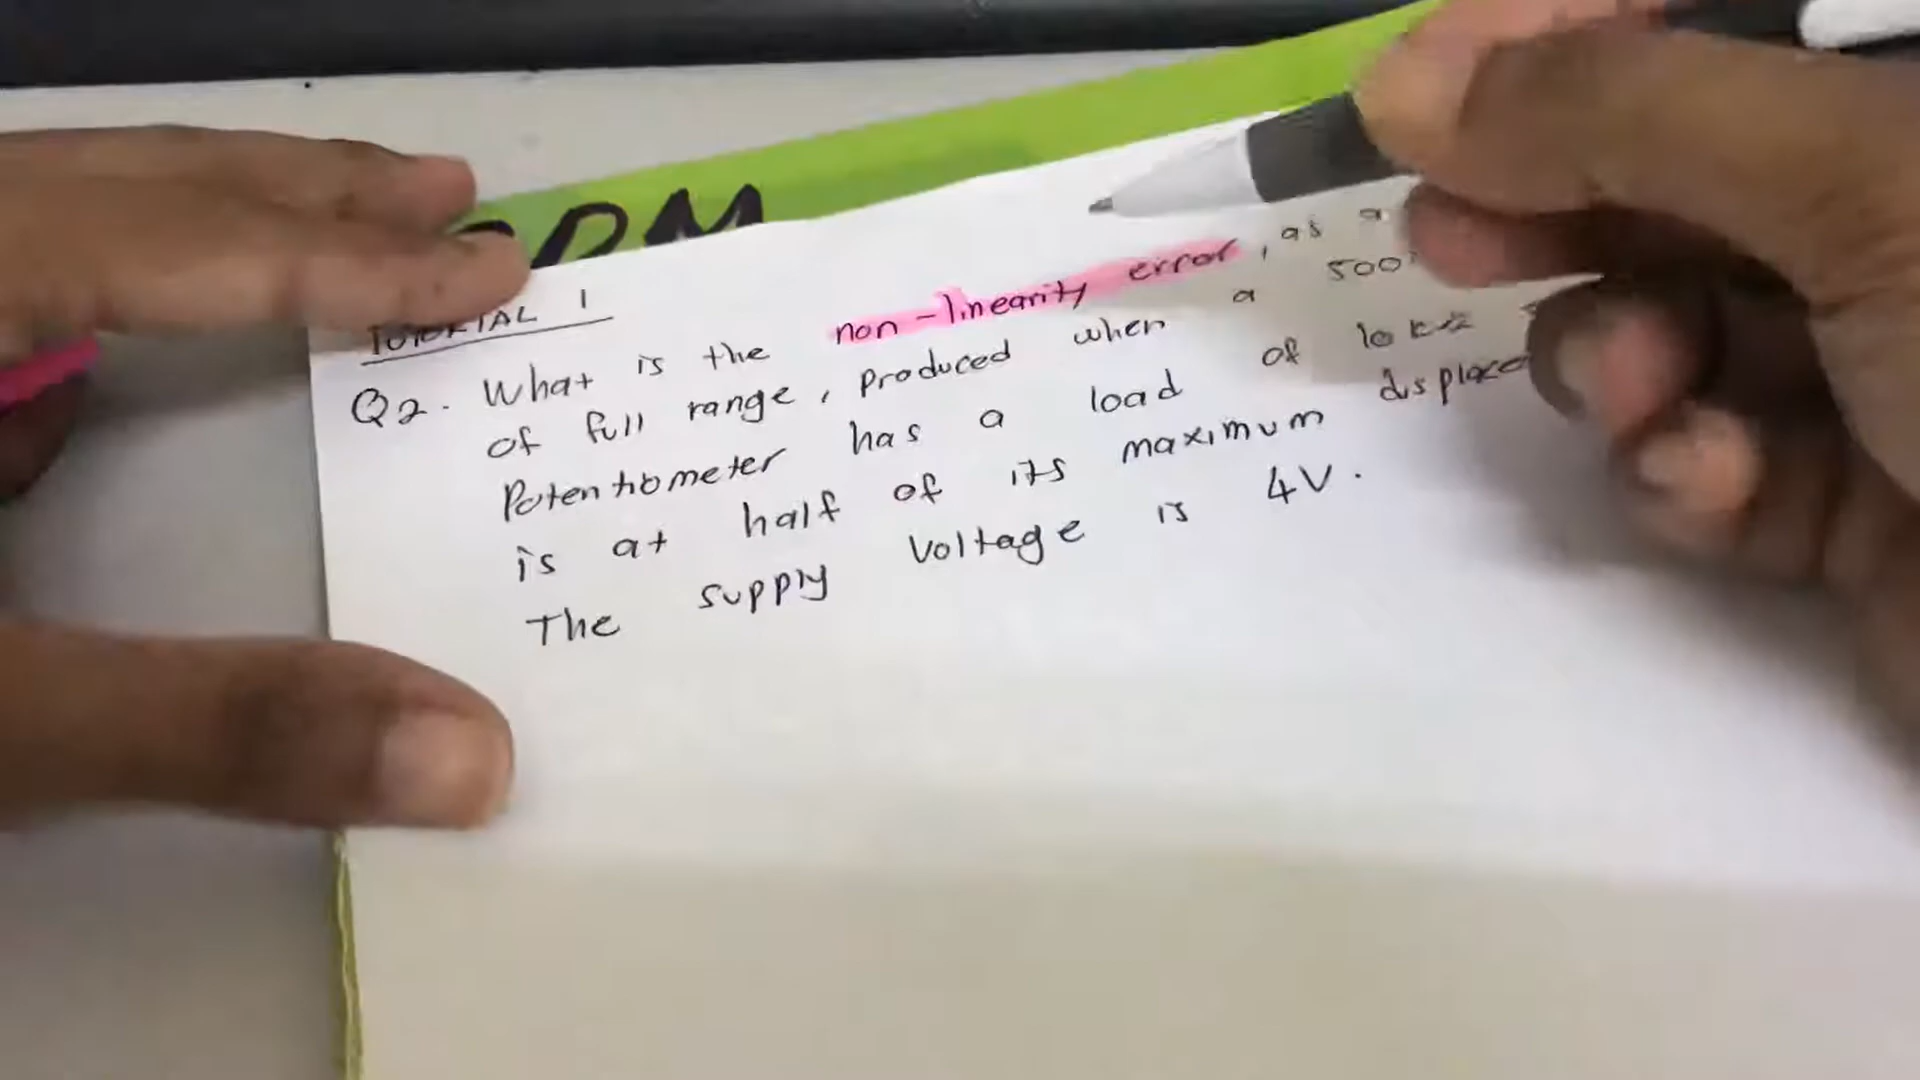 TUTORIAL 1
Q2. What is the non-linearity error, as a
of full range, produced when a 500
Potentiometer has a load of 10kΩ
is at half of its maximum
The supply voltage is 4V.